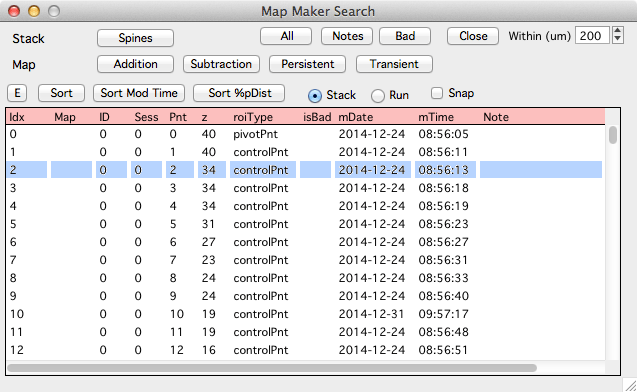 Map Maker Search
Stack Spines All Notes Bad Close Within (um) 200
Map Addition Subtraction Persistent Transient
E Sort Sort Mod Time Sort %pDist Stack Run Snap
Idx Map ID Sess Pnt z roiType isBad mDate mTime Note
0 0 0 0 40 pivotPnt 2014-12-24 08:56:05
1 0 0 1 40 controlPnt 2014-12-24 08:56:11
2 0 0 2 34 controlPnt 2014-12-24 08:56:13
3 0 0 3 34 controlPnt 2014-12-24 08:56:18
4 0 0 4 34 controlPnt 2014-12-24 08:56:19
5 0 0 5 31 controlPnt 2014-12-24 08:56:23
6 0 0 6 27 controlPnt 2014-12-24 08:56:27
7 0 0 7 23 controlPnt 2014-12-24 08:56:31
8 0 0 8 24 controlPnt 2014-12-24 08:56:33
9 0 0 9 24 controlPnt 2014-12-24 08:56:40
10 0 0 10 19 controlPnt 2014-12-31 09:57:17
11 0 0 11 19 controlPnt 2014-12-24 08:56:48
12 0 0 12 16 controlPnt 2014-12-24 08:56:51